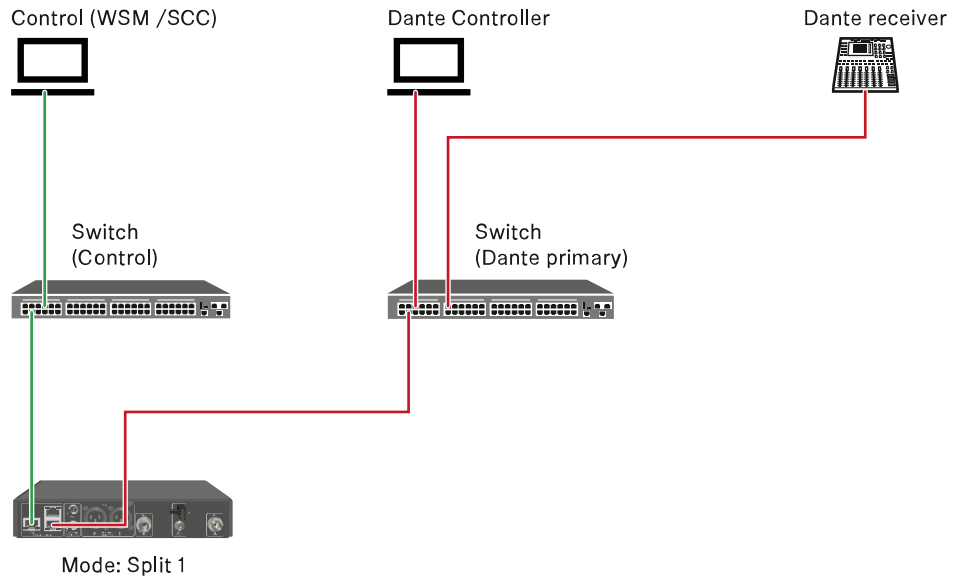 Control (WSM /SCC)
Dante Controller
Dante receiver
Switch
(Control)
Switch
(Dante primary)
Mode: Split 1